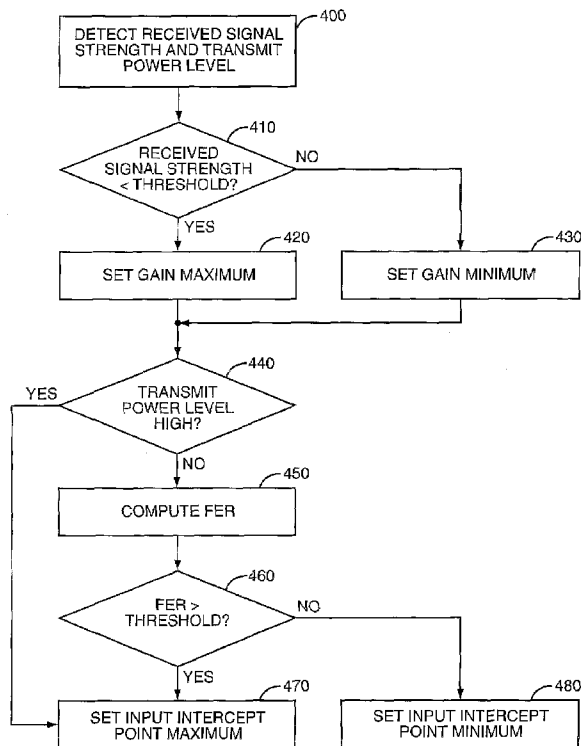 400
DETECT RECEIVED SIGNAL
STRENGTH AND TRANSMIT
POWER LEVEL
410
RECEIVED
SIGNAL STRENGTH
< THRESHOLD?
NO
YES
420
SET GAIN MAXIMUM
430
SET GAIN MINIMUM
440
YES
TRANSMIT
POWER LEVEL
HIGH?
NO
450
COMPUTE FER
460
FER >
THRESHOLD?
NO
YES
470
SET INPUT INTERCEPT
POINT MAXIMUM
480
SET INPUT INTERCEPT
POINT MINIMUM